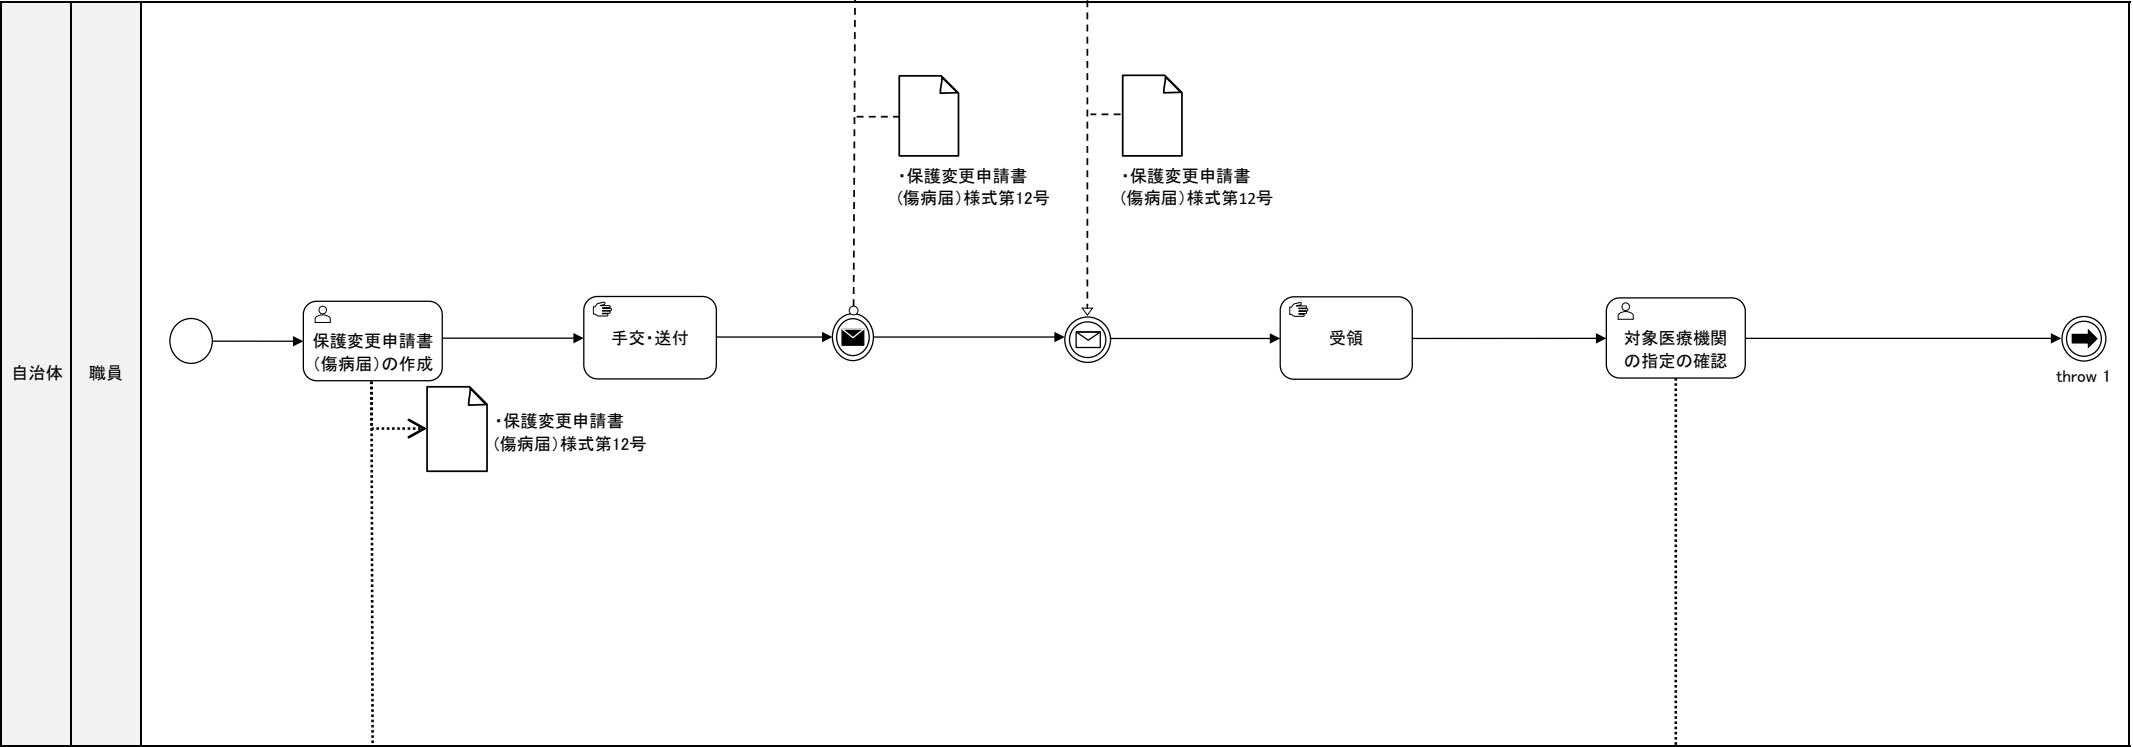 自治体
職員
・保護変更申請書
(傷病届)様式第12号
・保護変更申請書
(傷病届)様式第12号
保護変更申請書
(傷病届)の作成
手交・送付
受領
対象医療機関
の指定の確認
throw 1
・保護変更申請書
(傷病届)様式第12号